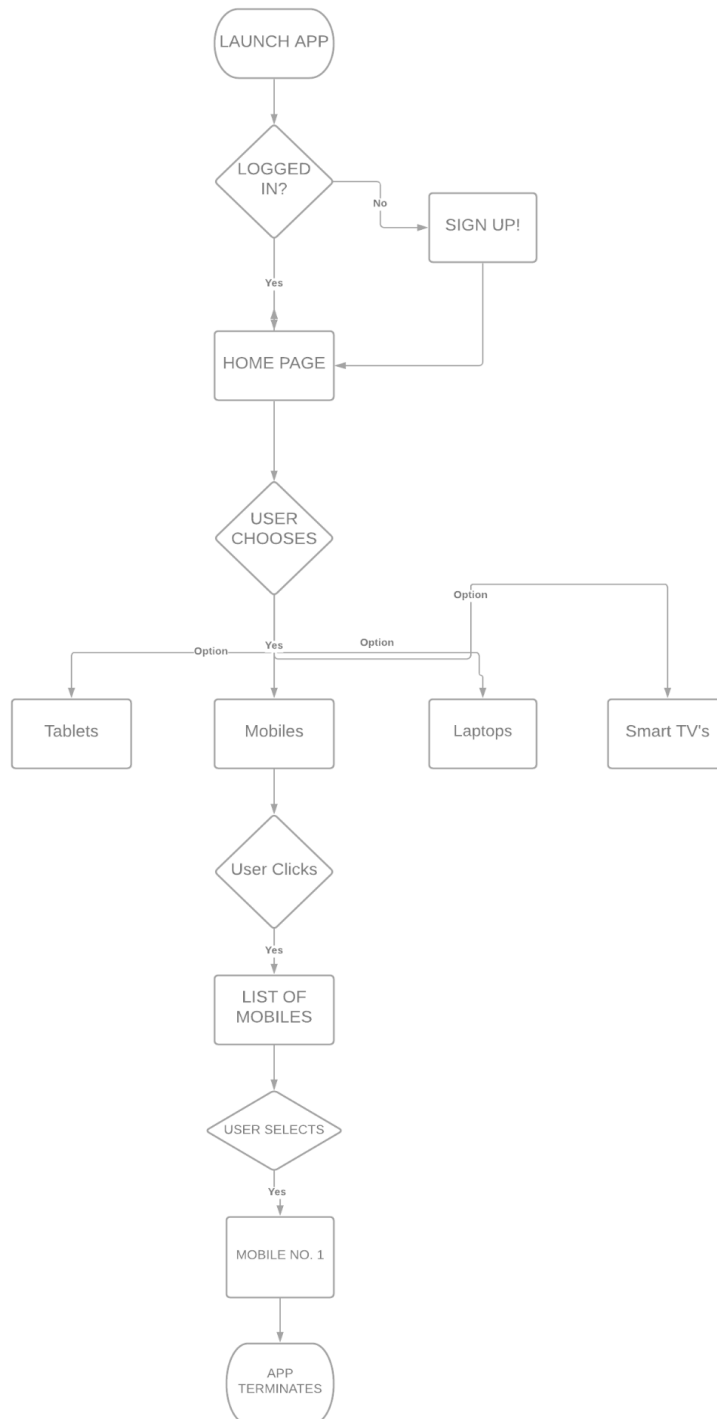 LAUNCH APP
LOGGED
IN?
No
SIGN UP!
Yes
HOME PAGE
USER
CHOOSES
Option
Option
Yes
Option
Tablets
Mobiles
Laptops
Smart TV's
User Clicks
Yes
LIST OF
MOBILES
USER SELECTS
Yes
MOBILE NO. 1
APP
TERMINATES